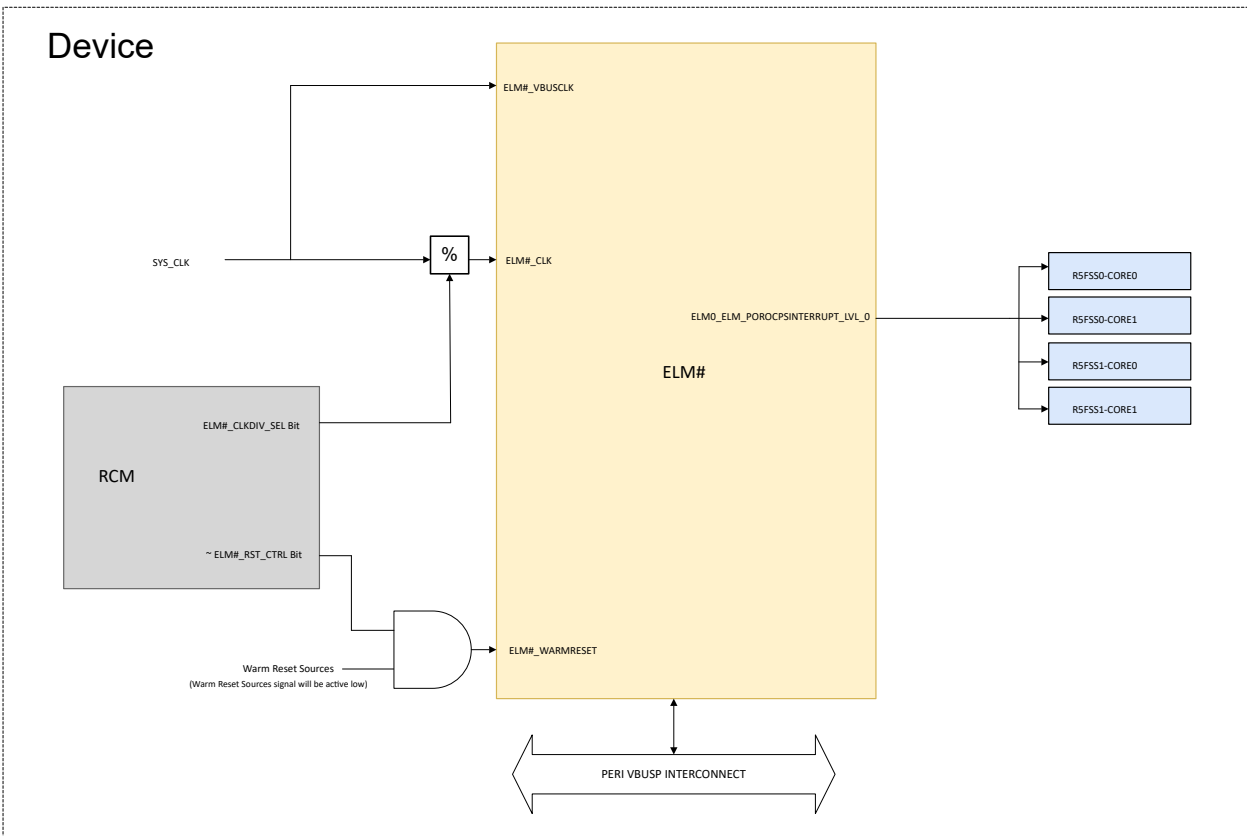 Device
ELM#_VBUSCLK
SYS_CLK
%
ELM#_CLK
R5FSS0-CORE0
ELM0_ELM_POROCPSINTERRUPT_LVL_0
R5FSS0-CORE1
R5FSS1-CORE0
ELM#
R5FSS1-CORE1
ELM#_CLKDIV_SEL Bit
RCM
~ ELM#_RST_CTRL Bit
ELM#_WARMRESET
Warm Reset Sources
(Warm Reset Sources signal will be active low)
PERI VBUSP INTERCONNECT